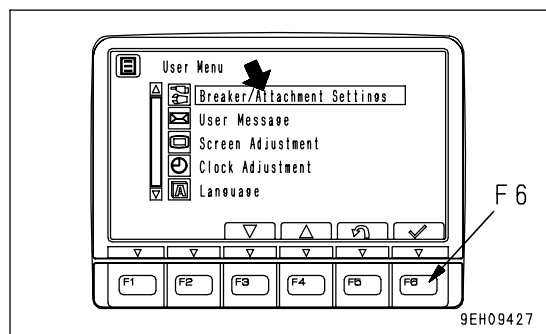 User Menu
Breaker/Attachment Settings
User Message
Screen Adjustment
Clock Adjustment
Language
F6
F1 F2 F3 F4 F5 F6
9EH09427